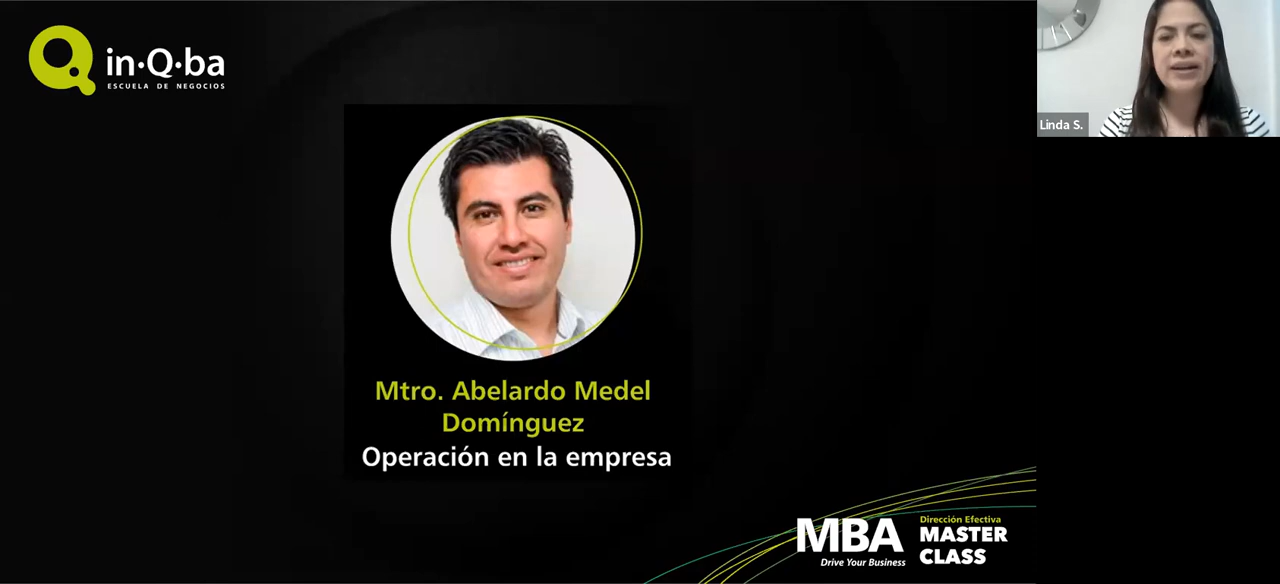 in·Q·ba
ESCUELA DE NEGOCIOS
Linda S.
Mtro. Abelardo Medel
Domínguez
Operación en la empresa
MBA
Drive Your Business
Dirección Efectiva
MASTER
CLASS